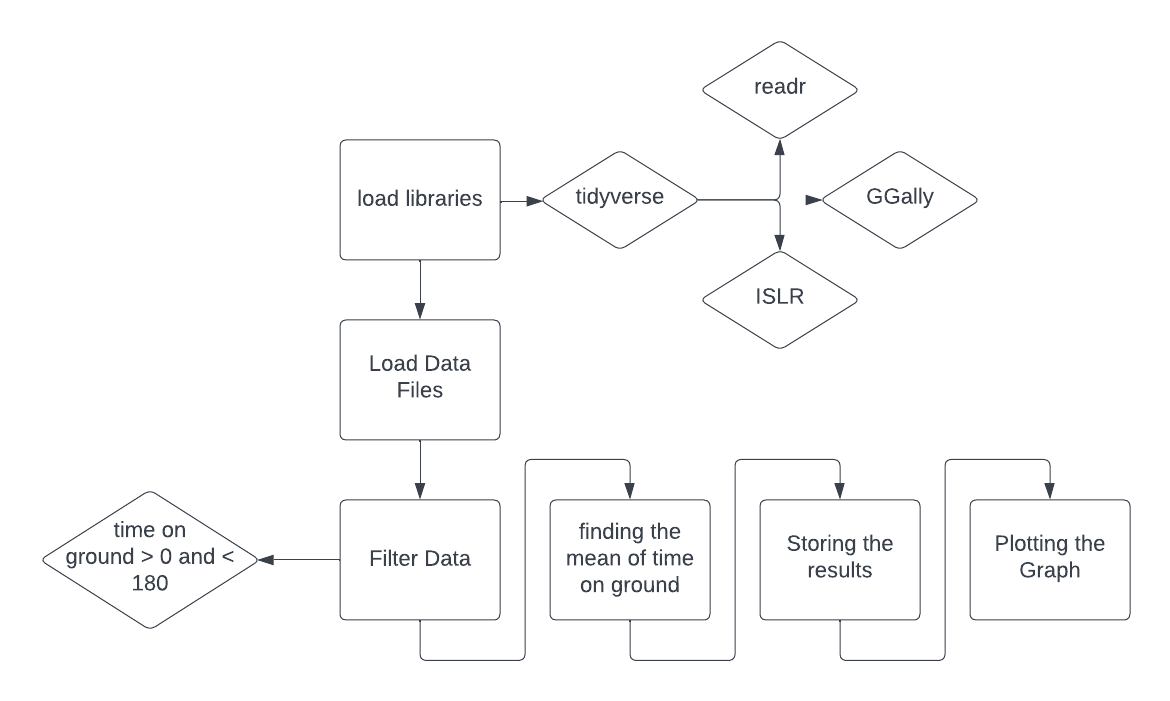 readr
load libraries
tidyverse
GGally
ISLR
Load Data
Files
time on
ground > 0 and <
180
Filter Data
finding the
mean of time
on ground
Storing the
results
Plotting the
Graph